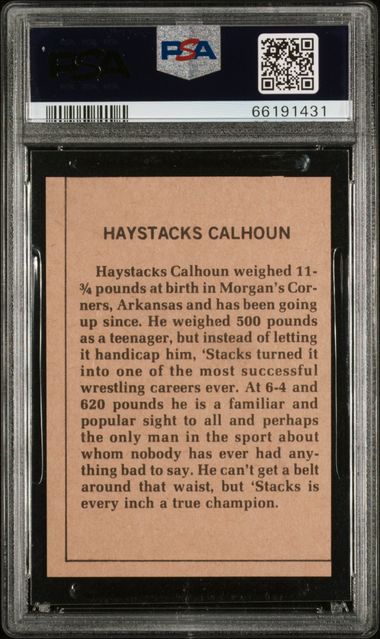 PSA
PSA
66191431
HAYSTACKS CALHOUN
Haystacks Calhoun weighed 11-
¾ pounds at birth in Morgan's Cor-
ners, Arkansas and has been going
up since. He weighed 500 pounds
as a teenager, but instead of letting
it handicap him, 'Stacks turned it
into one of the most successful
wrestling careers ever. At 6-4 and
620 pounds he is a familiar and
popular sight to all and perhaps
the only man in the sport about
whom nobody has ever had any-
thing bad to say. He can't get a belt
around that waist, but 'Stacks is
every inch a true champion.